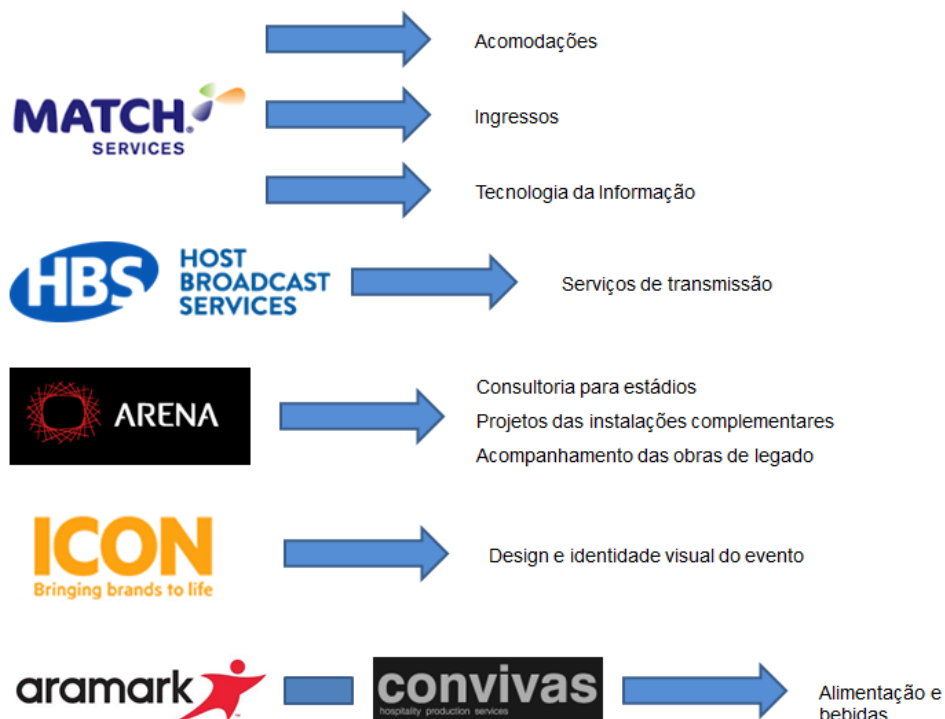 Acomodações
MATCH®
SERVICES
Ingressos
Tecnologia da Informação
HBS HOST
BROADCAST
SERVICES
Serviços de transmissão
ARENA
Consultoria para estádios
Projetos das instalações complementares
Acompanhamento das obras de legado
ICON
Bringing brands to life
Design e identidade visual do evento
aramark
convivas
hospitality production services
Alimentação e
bebidas